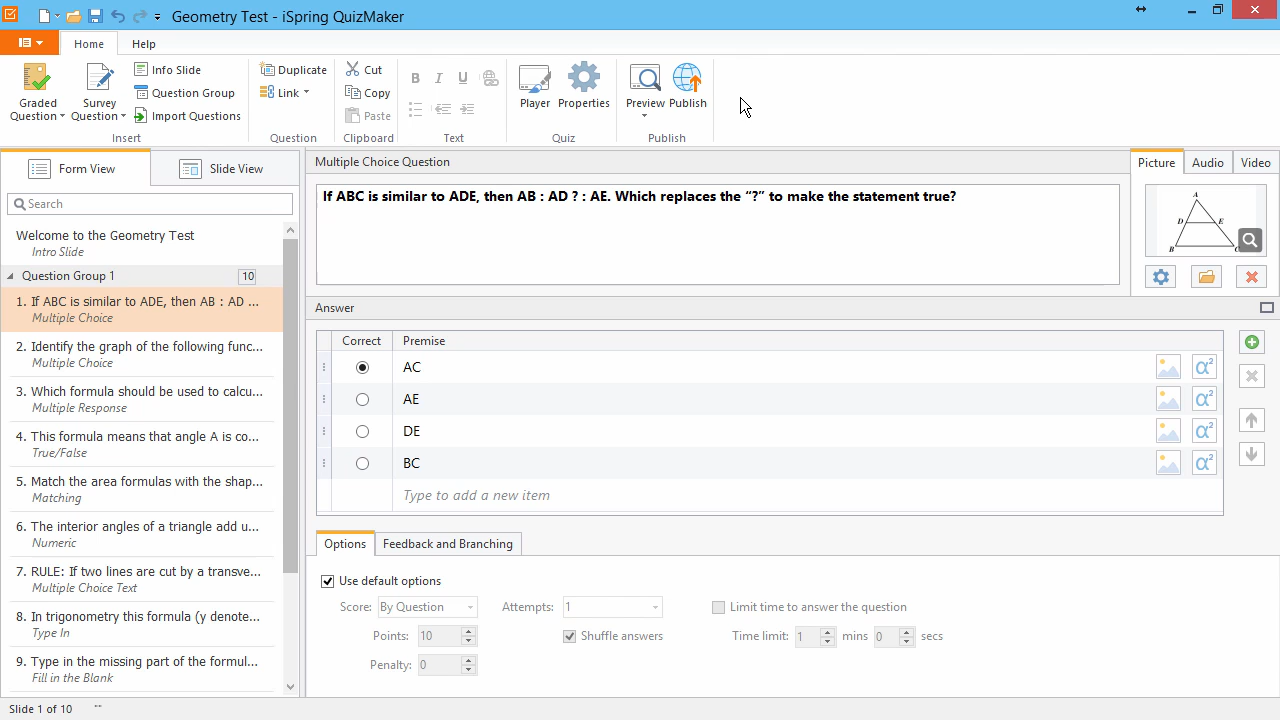 Geometry Test - iSpring QuizMaker
Home
Help
Graded Question
Survey Question
Info Slide
Question Group
Import Questions
Insert
Duplicate
Link
Question
Cut
Copy
Paste
Clipboard
B I U
Text
Player
Properties
Quiz
Preview
Publish
Publish
Form View
Slide View
Search
Welcome to the Geometry Test
Intro Slide
Question Group 1
10
1. If ABC is similar to ADE, then AB : AD ...
Multiple Choice
2. Identify the graph of the following func...
Multiple Choice
3. Which formula should be used to calcu...
Multiple Response
4. This formula means that angle A is co...
True/False
5. Match the area formulas with the shap...
Matching
6. The interior angles of a triangle add u...
Numeric
7. RULE: If two lines are cut by a transve...
Multiple Choice Text
8. In trigonometry this formula (y denote...
Type In
9. Type in the missing part of the formul...
Fill in the Blank
Multiple Choice Question
If ABC is similar to ADE, then AB : AD ? : AE. Which replaces the “?” to make the statement true?
Picture
Audio
Video
A
D E
B C
Answer
Correct
Premise
AC
α²
AE
α²
DE
α²
BC
α²
Type to add a new item
Options
Feedback and Branching
Use default options
Score: By Question
Attempts: 1
Limit time to answer the question
Points: 10
Shuffle answers
Time limit: 1 mins 0 secs
Penalty: 0
Slide 1 of 10